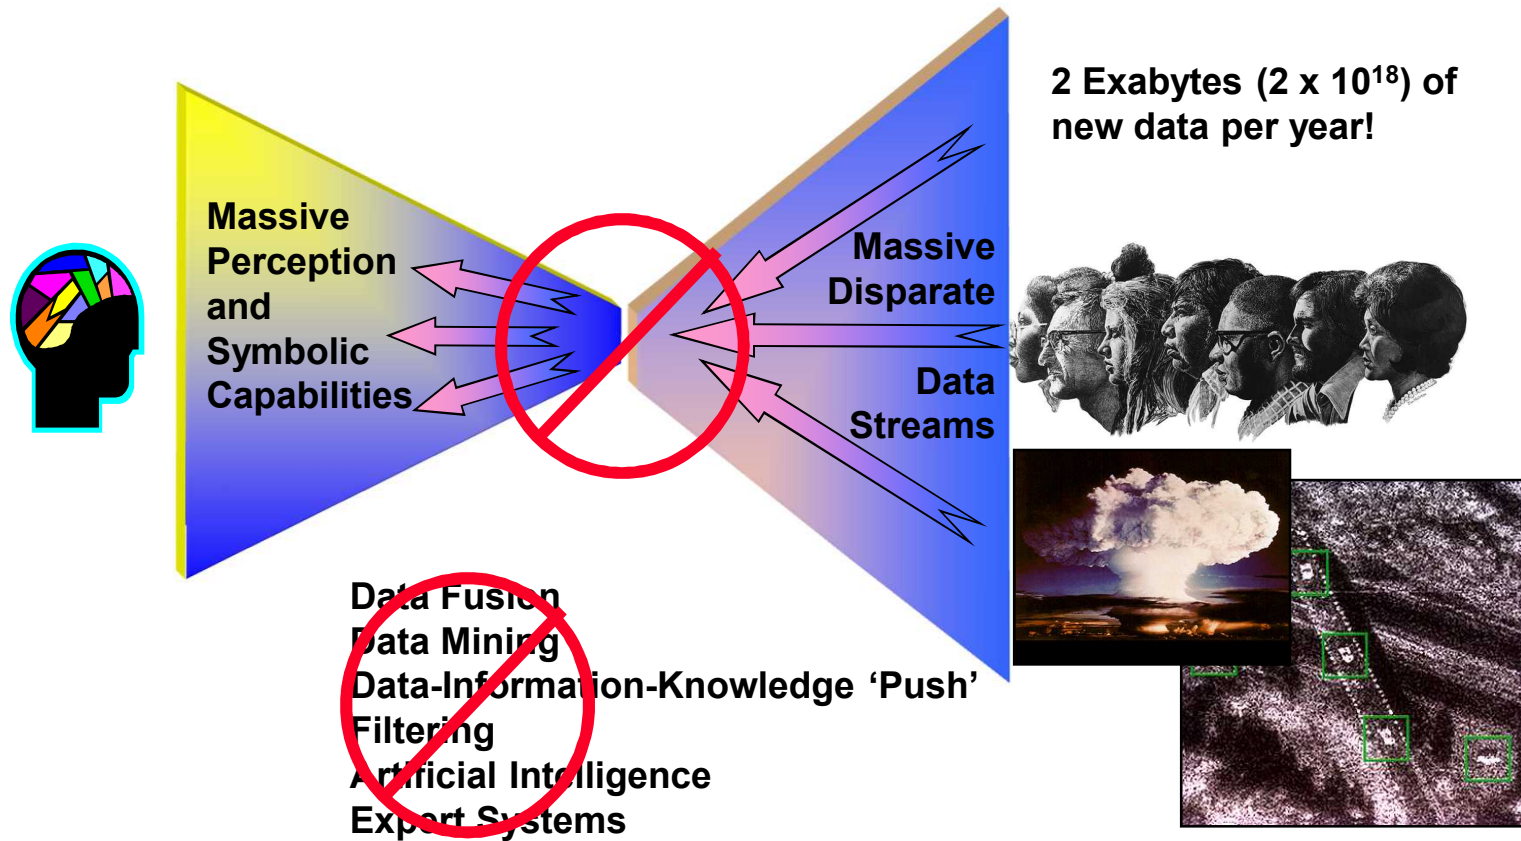 2 Exabytes (2 x 10¹⁸) of
new data per year!
Massive
Perception
and
Symbolic
Capabilities
Massive
Disparate
Data
Streams
Data Fusion
Data Mining
Data-Information-Knowledge ‘Push’
Filtering
Artificial Intelligence
Expert Systems